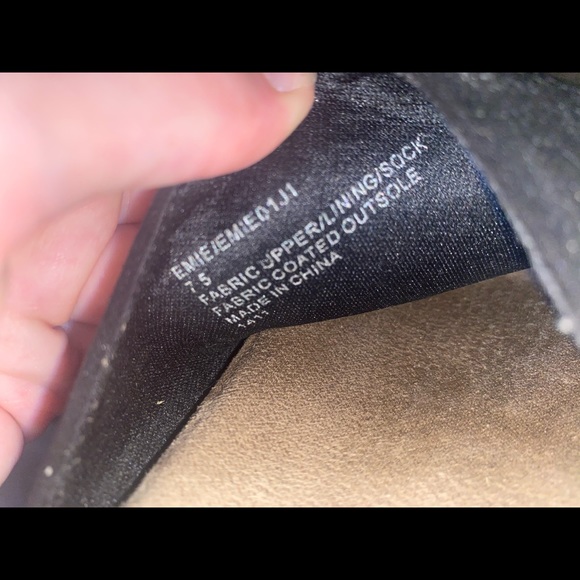 EMIE/EMIE01J1
7 5
FABRIC UPPER/LINING/SOCK
FABRIC COATED OUTSOLE
MADE IN CHINA